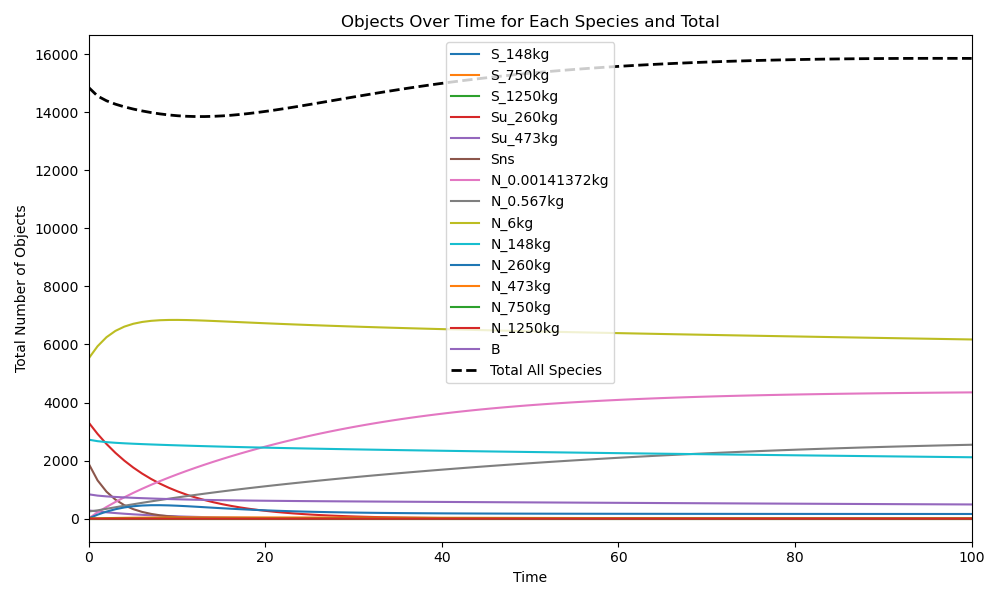 Objects Over Time for Each Species and Total
Total Number of Objects
16000
14000
12000
10000
8000
6000
4000
2000
0
S_148kg
S_750kg
S_1250kg
Su_260kg
Su_473kg
Sns
N_0.00141372kg
N_0.567kg
N_6kg
N_148kg
N_260kg
N_473kg
N_750kg
N_1250kg
B
Total All Species
0 20 40 60 80 100
Time